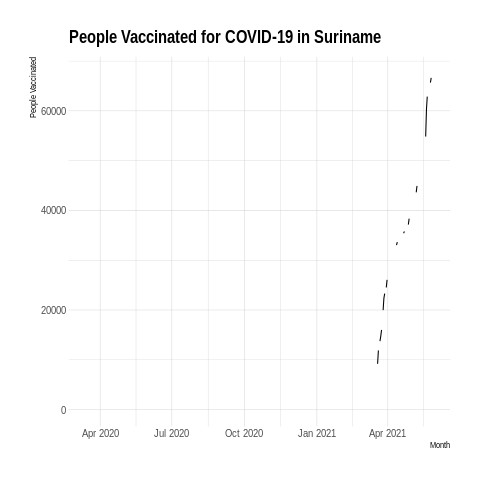 People Vaccinated for COVID-19 in Suriname
People Vaccinated
60000
40000
20000
0
Apr 2020 Jul 2020 Oct 2020 Jan 2021 Apr 2021
Month